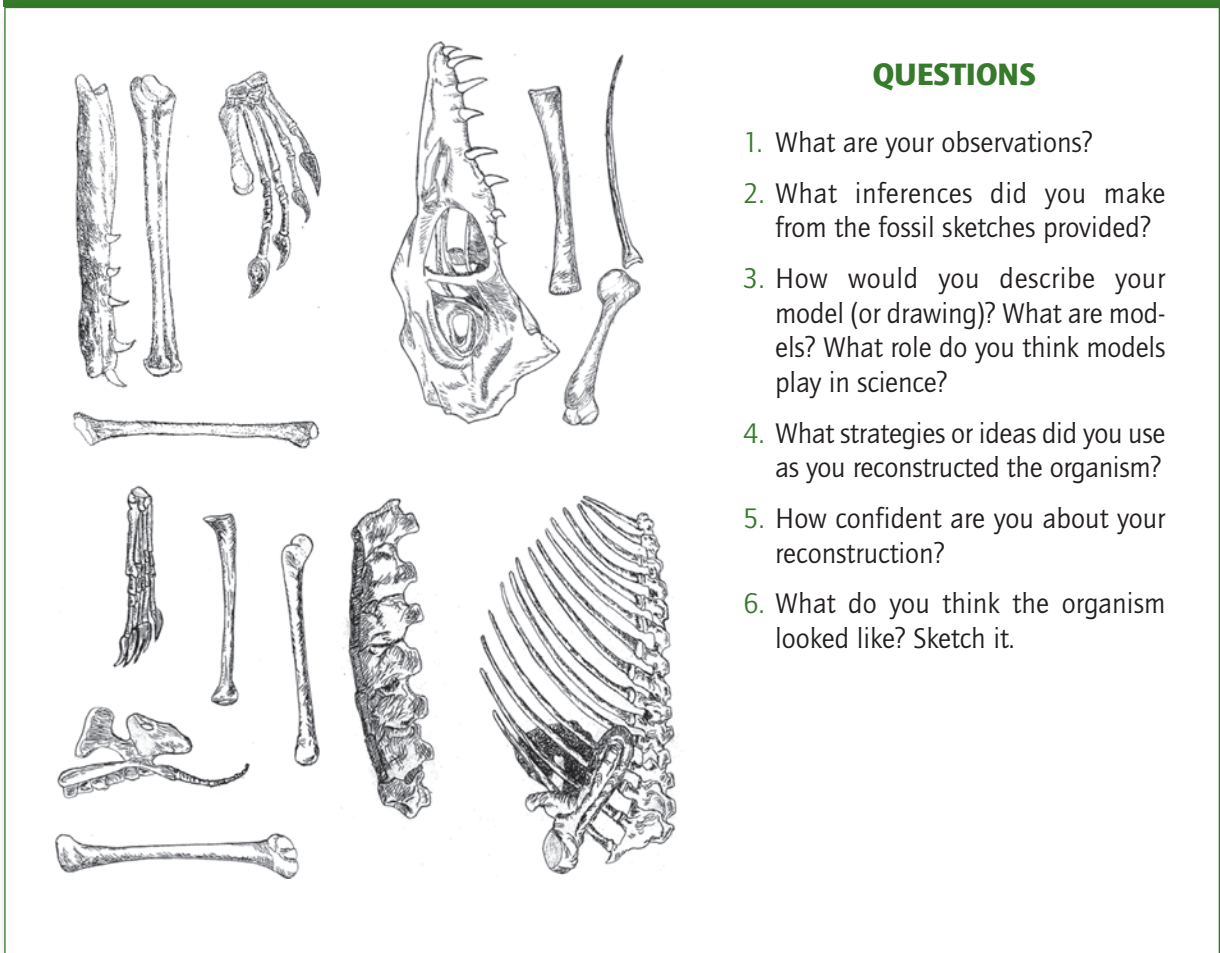 QUESTIONS
1. What are your observations?
2. What inferences did you make
from the fossil sketches provided?
3. How would you describe your
model (or drawing)? What are mod-
els? What role do you think models
play in science?
4. What strategies or ideas did you use
as you reconstructed the organism?
5. How confident are you about your
reconstruction?
6. What do you think the organism
looked like? Sketch it.